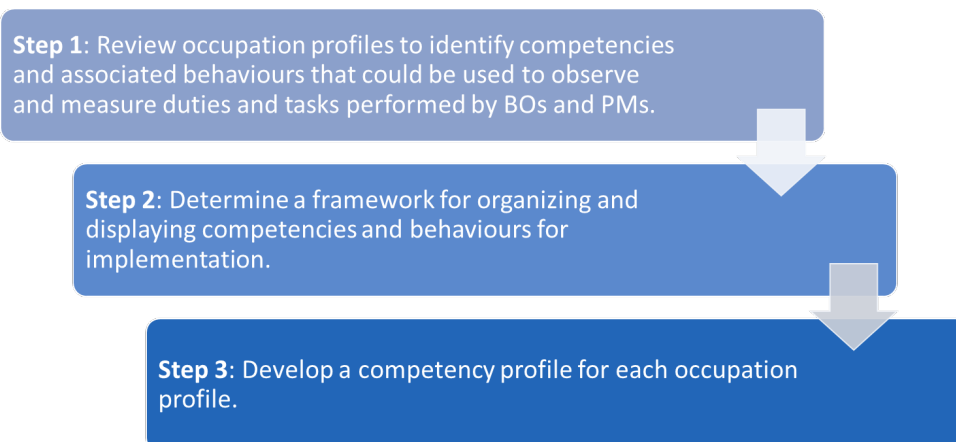 Step 1: Review occupation profiles to identify competencies
and associated behaviours that could be used to observe
and measure duties and tasks performed by BOs and PMs.
Step 2: Determine a framework for organizing and
displaying competencies and behaviours for
implementation.
Step 3: Develop a competency profile for each occupation
profile.